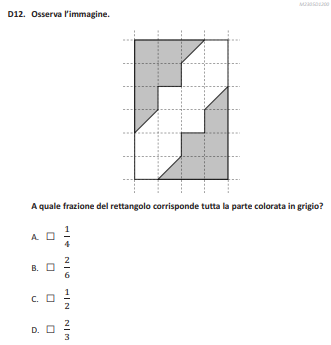 D12. Osserva l'immagine.
A quale frazione del rettangolo corrisponde tutta la parte colorata in grigio?
A. ☐ 1/4
B. ☐ 2/6
C. ☐ 1/2
D. ☐ 2/3